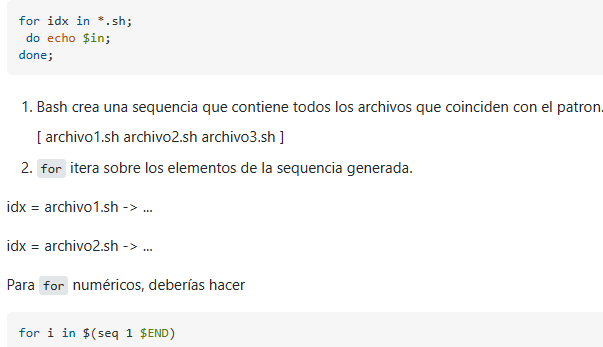 for idx in *.sh;
do echo $in;
done;
1. Bash crea una sequencia que contiene todos los archivos que coinciden con el patron.
[ archivo1.sh archivo2.sh archivo3.sh ]
2. for itera sobre los elementos de la sequencia generada.
idx = archivo1.sh -> ...
idx = archivo2.sh -> ...
Para for numéricos, deberías hacer
for i in $(seq 1 $END)